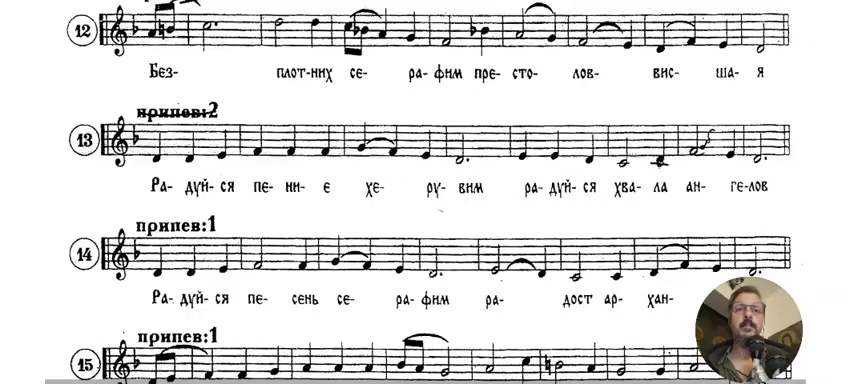 12
Без- плот-них се- ра-фим пре-сто- лов- вис- ша-я
припев:2
13
Ра- дуй-ся пе-ни-є хе- ру-вим ра-дуй-ся хва-ла ан- ге-лов
припев:1
14
Ра-дуй-ся пе- сень се- ра-фим ра- дост ар- хан-
припев:1
15